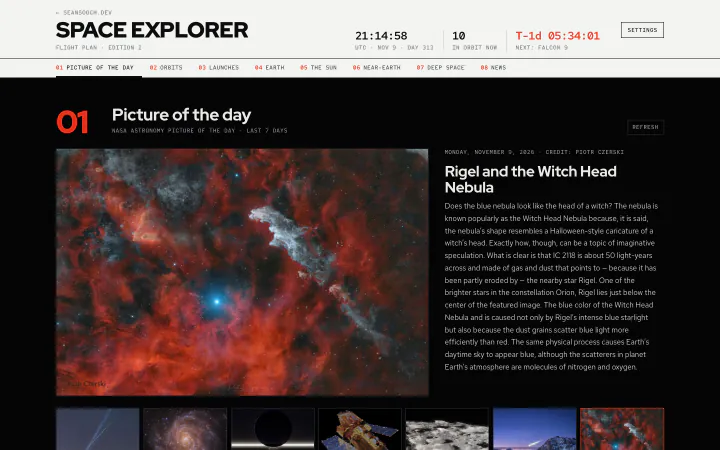 ← SEANGOUGH.DEV
SPACE EXPLORER
FLIGHT PLAN · EDITION 2
21:14:58
UTC · NOV 9 · DAY 313
10
IN ORBIT NOW
T-1d 05:34:01
NEXT: FALCON 9
SETTINGS
01 PICTURE OF THE DAY
02 ORBITS
03 LAUNCHES
04 EARTH
05 THE SUN
06 NEAR-EARTH
07 DEEP SPACE
08 NEWS
01
Picture of the day
NASA ASTRONOMY PICTURE OF THE DAY · LAST 7 DAYS
REFRESH
MONDAY, NOVEMBER 9, 2026 · CREDIT: PIOTR CZERSKI
Rigel and the Witch Head
Nebula
Does the blue nebula look like the head of a witch? The nebula is
known popularly as the Witch Head Nebula because, it is said,
the nebula's shape resembles a Halloween-style caricature of a
witch's head. Exactly how, though, can be a topic of imaginative
speculation. What is clear is that IC 2118 is about 50 light-years
across and made of gas and dust that points to — because it has
been partly eroded by — the nearby star Rigel. One of the
brighter stars in the constellation Orion, Rigel lies just below the
center of the featured image. The blue color of the Witch Head
Nebula and is caused not only by Rigel's intense blue starlight
but also because the dust grains scatter blue light more
efficiently than red. The same physical process causes Earth's
daytime sky to appear blue, although the scatterers in planet
Earth's atmosphere are molecules of nitrogen and oxygen.